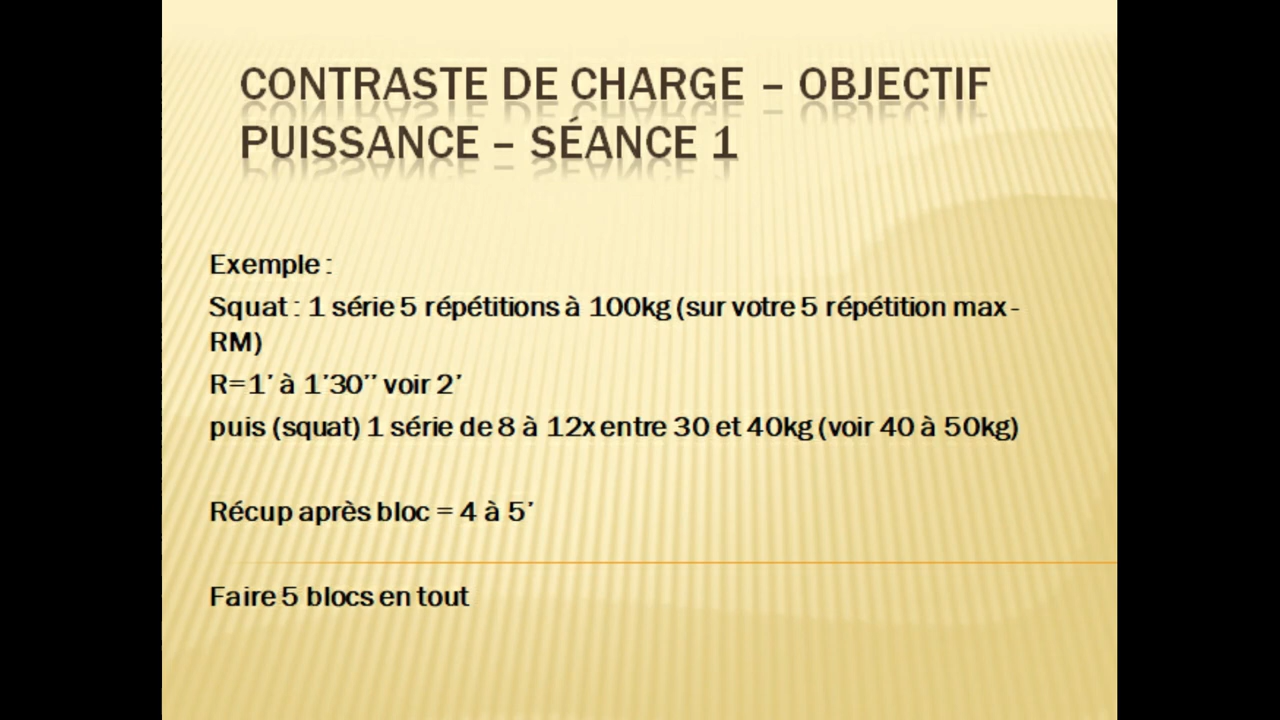 CONTRASTE DE CHARGE – OBJECTIF
PUISSANCE – SÉANCE 1
Exemple :
Squat : 1 série 5 répétitions à 100kg (sur votre 5 répétition max -
RM)
R=1’ à 1’30’’ voir 2’
puis (squat) 1 série de 8 à 12x entre 30 et 40kg (voir 40 à 50kg)
Récup après bloc = 4 à 5’
Faire 5 blocs en tout